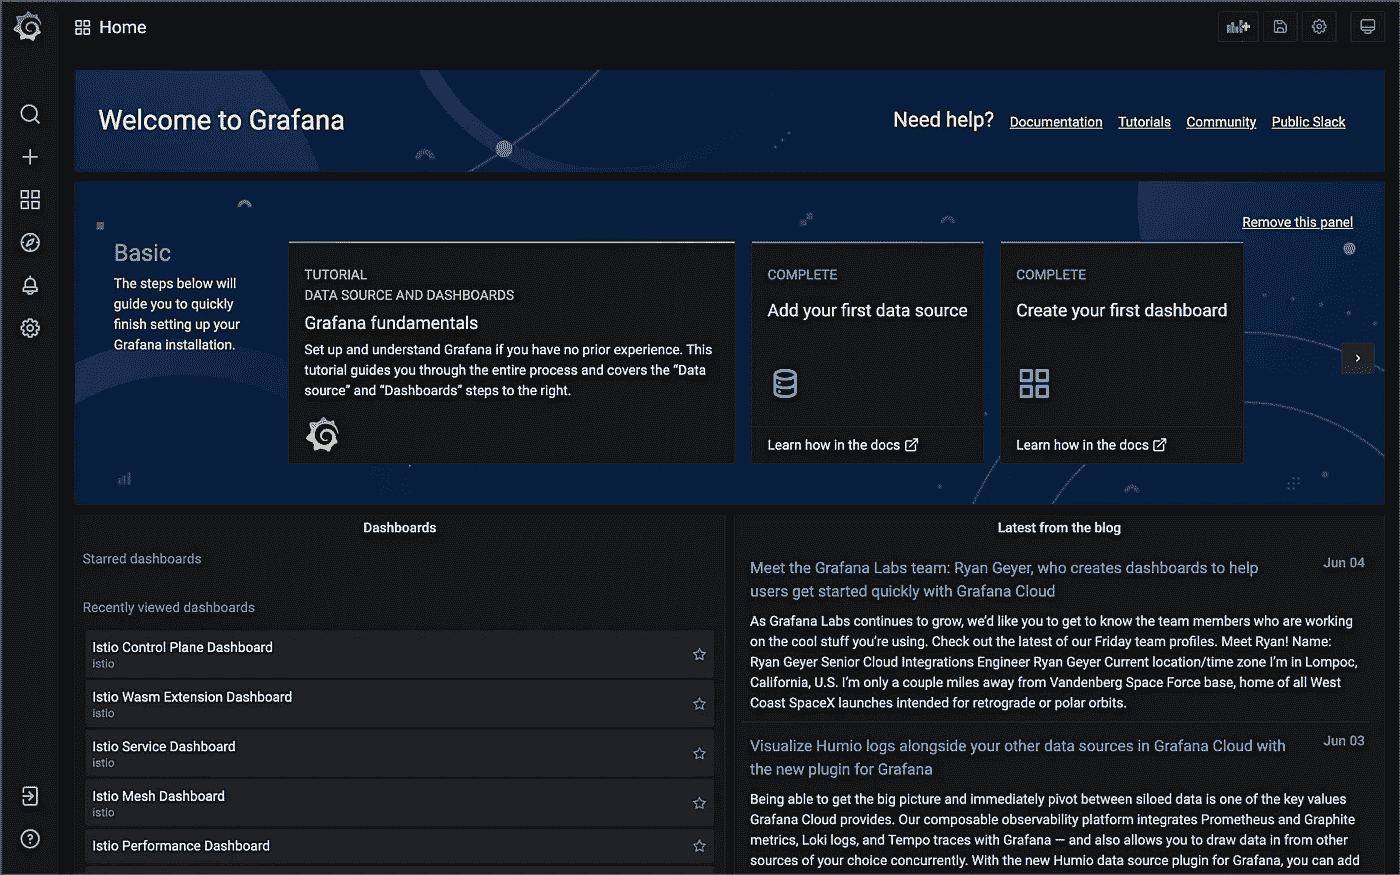 Home
Welcome to Grafana
Need help?
Documentation
Tutorials
Community
Public Slack
Remove this panel
Basic
The steps below will
guide you to quickly
finish setting up your
Grafana installation.
TUTORIAL
DATA SOURCE AND DASHBOARDS
Grafana fundamentals
Set up and understand Grafana if you have no prior experience. This
tutorial guides you through the entire process and covers the “Data
source” and “Dashboards” steps to the right.
COMPLETE
Add your first data source
Learn how in the docs
COMPLETE
Create your first dashboard
Learn how in the docs
Dashboards
Starred dashboards
Recently viewed dashboards
Istio Control Plane Dashboard
istio
Istio Wasm Extension Dashboard
istio
Istio Service Dashboard
istio
Istio Mesh Dashboard
istio
Istio Performance Dashboard
Latest from the blog
Meet the Grafana Labs team: Ryan Geyer, who creates dashboards to help
users get started quickly with Grafana Cloud
Jun 04
As Grafana Labs continues to grow, we’d like you to get to know the team members who are working
on the cool stuff you’re using. Check out the latest of our Friday team profiles. Meet Ryan! Name:
Ryan Geyer Senior Cloud Integrations Engineer Ryan Geyer Current location/time zone I’m in Lompoc,
California, U.S. I’m only a couple miles away from Vandenberg Space Force base, home of all West
Coast SpaceX launches intended for retrograde or polar orbits.
Visualize Humio logs alongside your other data sources in Grafana Cloud with
the new plugin for Grafana
Jun 03
Being able to get the big picture and immediately pivot between siloed data is one of the key values
Grafana Cloud provides. Our composable observability platform integrates Prometheus and Graphite
metrics, Loki logs, and Tempo traces with Grafana — and also allows you to draw data in from other
sources of your choice concurrently. With the new Humio data source plugin for Grafana, you can add